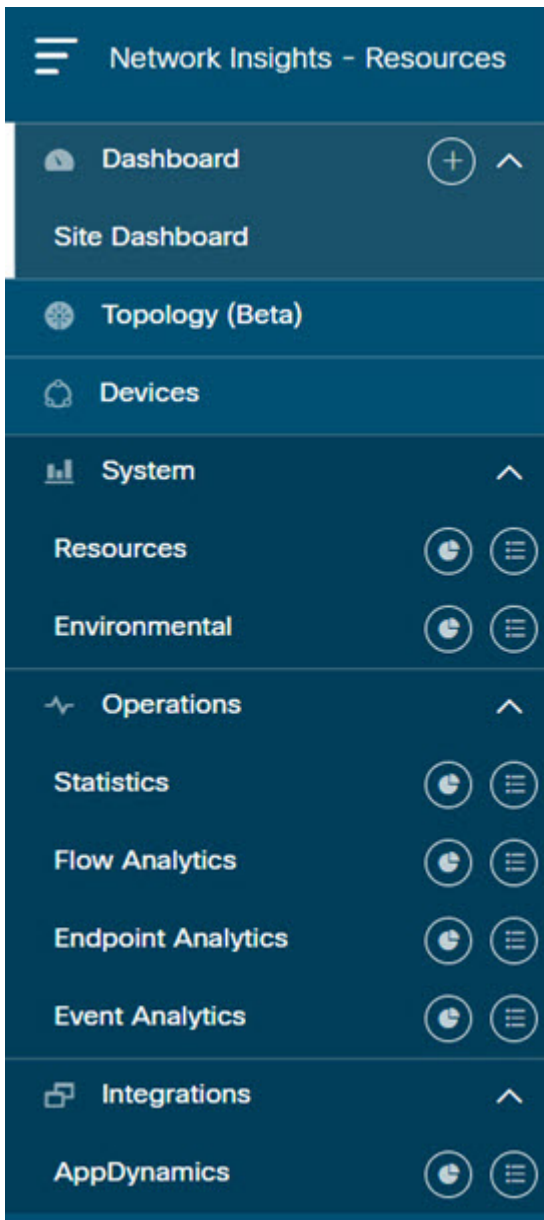 Network Insights - Resources
Dashboard
Site Dashboard
Topology (Beta)
Devices
System
Resources
Environmental
Operations
Statistics
Flow Analytics
Endpoint Analytics
Event Analytics
Integrations
AppDynamics